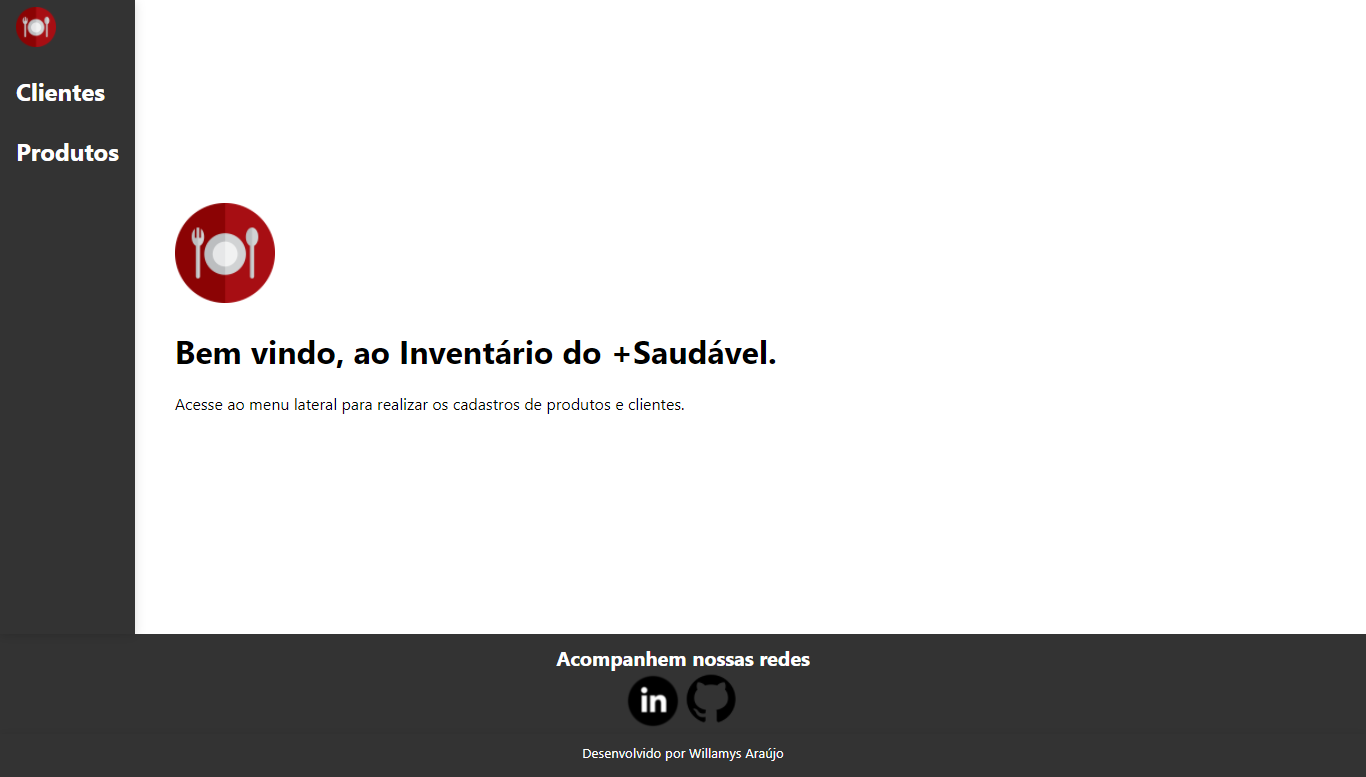 Clientes
Produtos
Bem vindo, ao Inventário do +Saudável.
Acesse ao menu lateral para realizar os cadastros de produtos e clientes.
Acompanhem nossas redes
in
Desenvolvido por Willamys Araújo